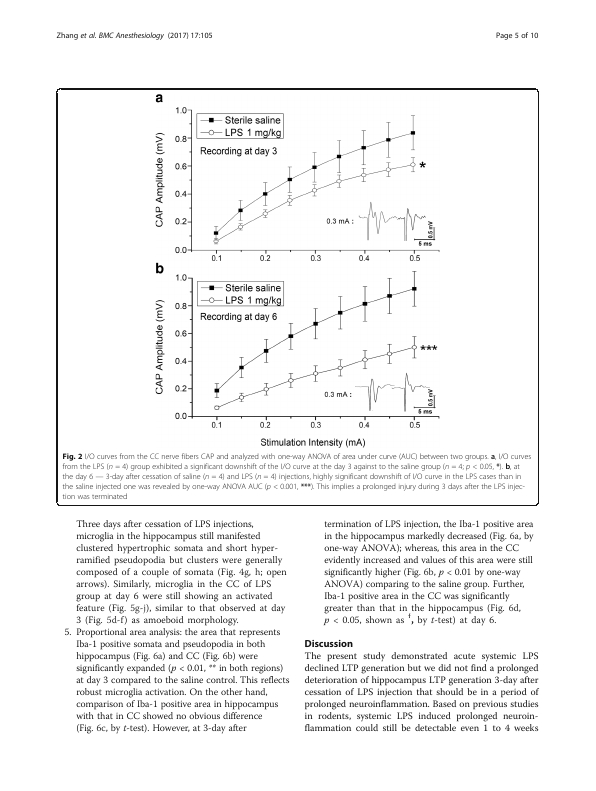 Zhang et al. BMC Anesthesiology (2017) 17:105
Page 5 of 10
a
1.0
0.8
0.6
0.4
0.2
0.0
CAP Amplitude (mV)
Sterile saline
LPS 1 mg/kg
Recording at day 3
*
0.3 mA :
0.5 mV
5 ms
0.1 0.2 0.3 0.4 0.5
b
1.0
0.8
0.6
0.4
0.2
0.0
CAP Amplitude (mV)
Sterile saline
LPS 1 mg/kg
Recording at day 6
***
0.3 mA :
0.5 mV
5 ms
0.1 0.2 0.3 0.4 0.5
Stimulation Intensity (mA)
Fig. 2 I/O curves from the CC nerve fibers CAP and analyzed with one-way ANOVA of area under curve (AUC) between two groups. a, I/O curves
from the LPS (n = 4) group exhibited a significant downshift of the I/O curve at the day 3 against to the saline group (n = 4; p < 0.05, *). b, at
the day 6 — 3-day after cessation of saline (n = 4) and LPS (n = 4) injections, highly significant downshift of I/O curve in the LPS cases than in
the saline injected one was revealed by one-way ANOVA AUC (p < 0.001, ***). This implies a prolonged injury during 3 days after the LPS injec-
tion was terminated
Three days after cessation of LPS injections,
microglia in the hippocampus still manifested
clustered hypertrophic somata and short hyper-
ramified pseudopodia but clusters were generally
composed of a couple of somata (Fig. 4g, h; open
arrows). Similarly, microglia in the CC of LPS
group at day 6 were still showing an activated
feature (Fig. 5g-j), similar to that observed at day
3 (Fig. 5d-f) as amoeboid morphology.
5. Proportional area analysis: the area that represents
Iba-1 positive somata and pseudopodia in both
hippocampus (Fig. 6a) and CC (Fig. 6b) were
significantly expanded (p < 0.01, ** in both regions)
at day 3 compared to the saline control. This reflects
robust microglia activation. On the other hand,
comparison of Iba-1 positive area in hippocampus
with that in CC showed no obvious difference
(Fig. 6c, by t-test). However, at 3-day after
termination of LPS injection, the Iba-1 positive area
in the hippocampus markedly decreased (Fig. 6a, by
one-way ANOVA); whereas, this area in the CC
evidently increased and values of this area were still
significantly higher (Fig. 6b, p < 0.01 by one-way
ANOVA) comparing to the saline group. Further,
Iba-1 positive area in the CC was significantly
greater than that in the hippocampus (Fig. 6d,
p < 0.05, shown as †, by t-test) at day 6.
Discussion
The present study demonstrated acute systemic LPS
declined LTP generation but we did not find a prolonged
deterioration of hippocampus LTP generation 3-day after
cessation of LPS injection that should be in a period of
prolonged neuroinflammation. Based on previous studies
in rodents, systemic LPS induced prolonged neuroin-
flammation could still be detectable even 1 to 4 weeks